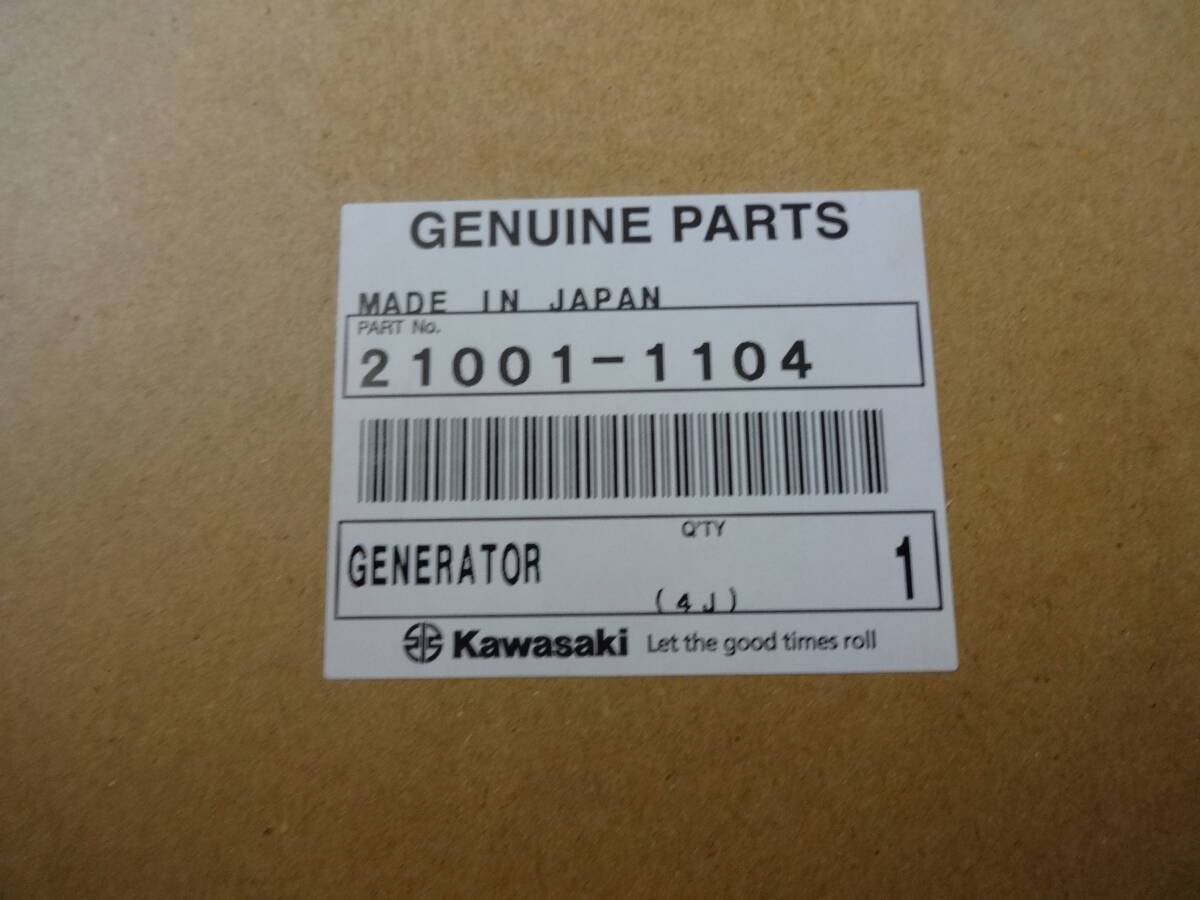 GENUINE PARTS
MADE IN JAPAN
PART No.
21001-1104
Q'TY
GENERATOR 1
(4J)
Kawasaki Let the good times roll